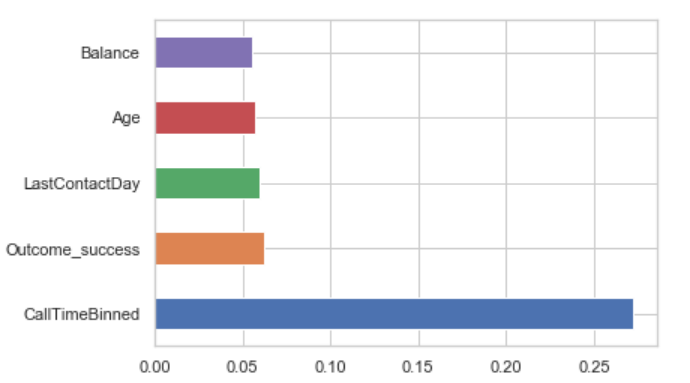 Balance
Age
LastContactDay
Outcome_success
CallTimeBinned
0.00 0.05 0.10 0.15 0.20 0.25